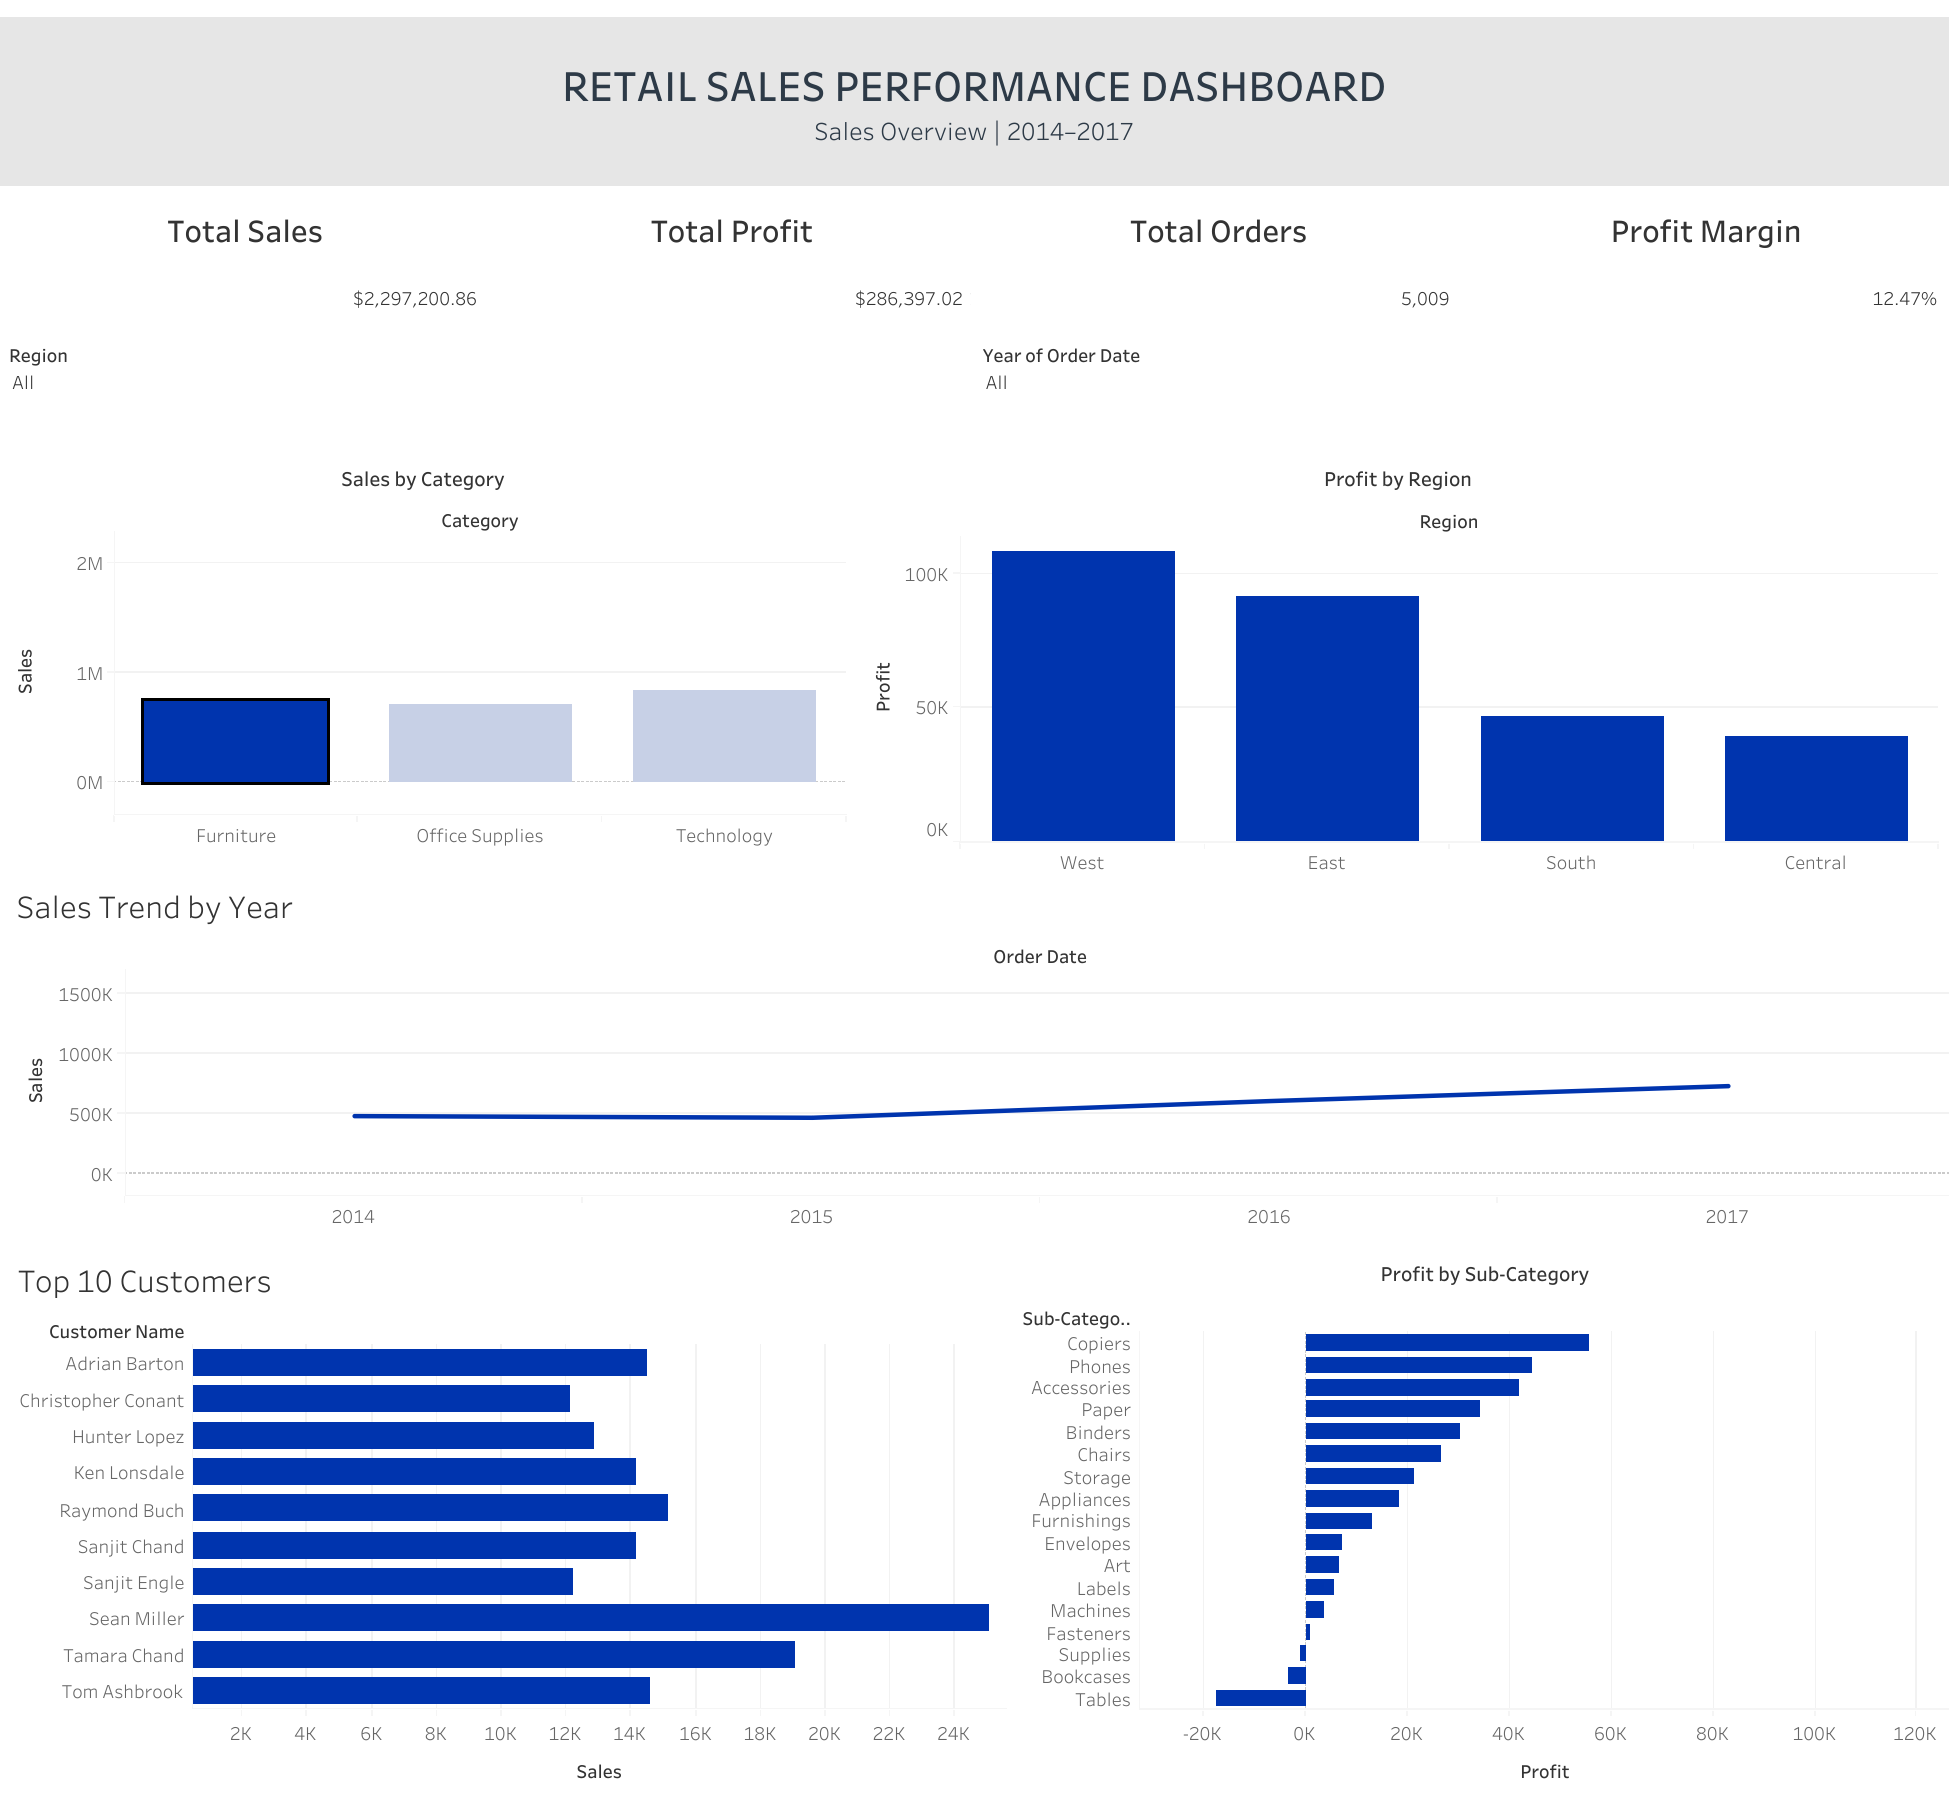 RETAIL SALES PERFORMANCE DASHBOARD
Sales Overview | 2014–2017
Total Sales
Total Profit
Total Orders
Profit Margin
$2,297,200.86
$286,397.02
5,009
12.47%
Region
All
Year of Order Date
All
Sales by Category
Category
2M
1M
0M
Sales
Furniture
Office Supplies
Technology
Profit by Region
Region
100K
50K
0K
Profit
West
East
South
Central
Sales Trend by Year
Order Date
1500K
1000K
500K
0K
Sales
2014
2015
2016
2017
Top 10 Customers
Customer Name
Adrian Barton
Christopher Conant
Hunter Lopez
Ken Lonsdale
Raymond Buch
Sanjit Chand
Sanjit Engle
Sean Miller
Tamara Chand
Tom Ashbrook
2K
4K
6K
8K
10K
12K
14K
16K
18K
20K
22K
24K
Sales
Profit by Sub-Category
Sub-Catego..
Copiers
Phones
Accessories
Paper
Binders
Chairs
Storage
Appliances
Furnishings
Envelopes
Art
Labels
Machines
Fasteners
Supplies
Bookcases
Tables
-20K
0K
20K
40K
60K
80K
100K
120K
Profit